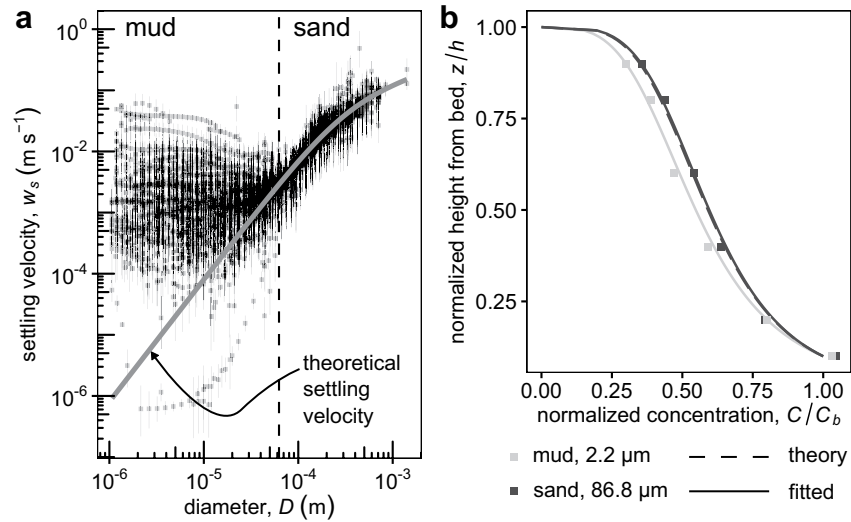 a
mud
sand
10⁰
10⁻²
10⁻⁴
10⁻⁶
settling velocity, wₛ (m s⁻¹)
theoretical
settling
velocity
10⁻⁶
10⁻⁵
10⁻⁴
10⁻³
diameter, D (m)
b
1.00
0.75
0.50
0.25
normalized height from bed, z/h
0.00
0.25
0.50
0.75
1.00
normalized concentration, C/C_b
mud, 2.2 µm
theory
sand, 86.8 µm
fitted